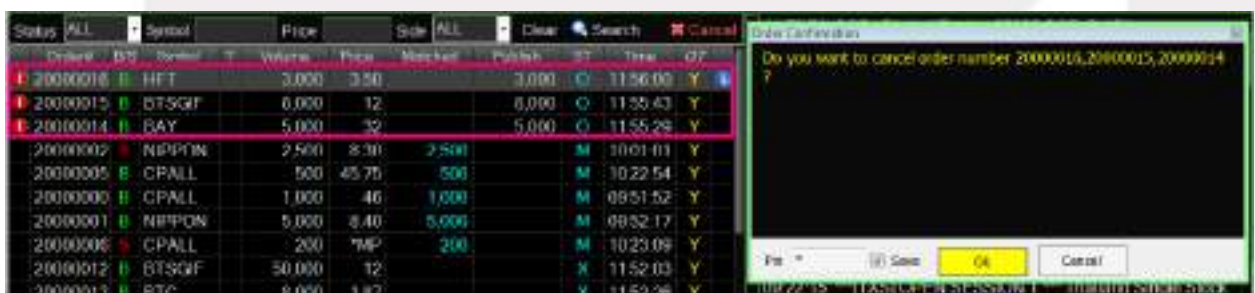 Status ALL Symbol Price Side ALL Clear Search Cancel
Order# B/S Symbol T Volume Price Matched Publish ST Time QT
20000016 B HFT 3,000 3.50 3,000 O 11:56:00 Y
20000015 B BTSGIF 8,000 12 8,000 O 11:55:43 Y
20000014 B BAY 5,000 32 5,000 O 11:55:29 Y
20000002 S NIPPON 2,500 8.30 2,500 M 10:01:01 Y
20000005 B CPALL 500 45.75 500 M 10:22:54 Y
20000000 B CPALL 1,000 46 1,000 M 09:51:52 Y
20000001 B NIPPON 5,000 8.40 5,000 M 09:52:17 Y
20000006 S CPALL 200 *MP 200 M 10:23:09 Y
20000012 B BTSGIF 50,000 12 X 11:52:03 Y
Order Confirmation
Do you want to cancel order number 20000016,20000015,20000014
?
Pin * Save Ok Cancel